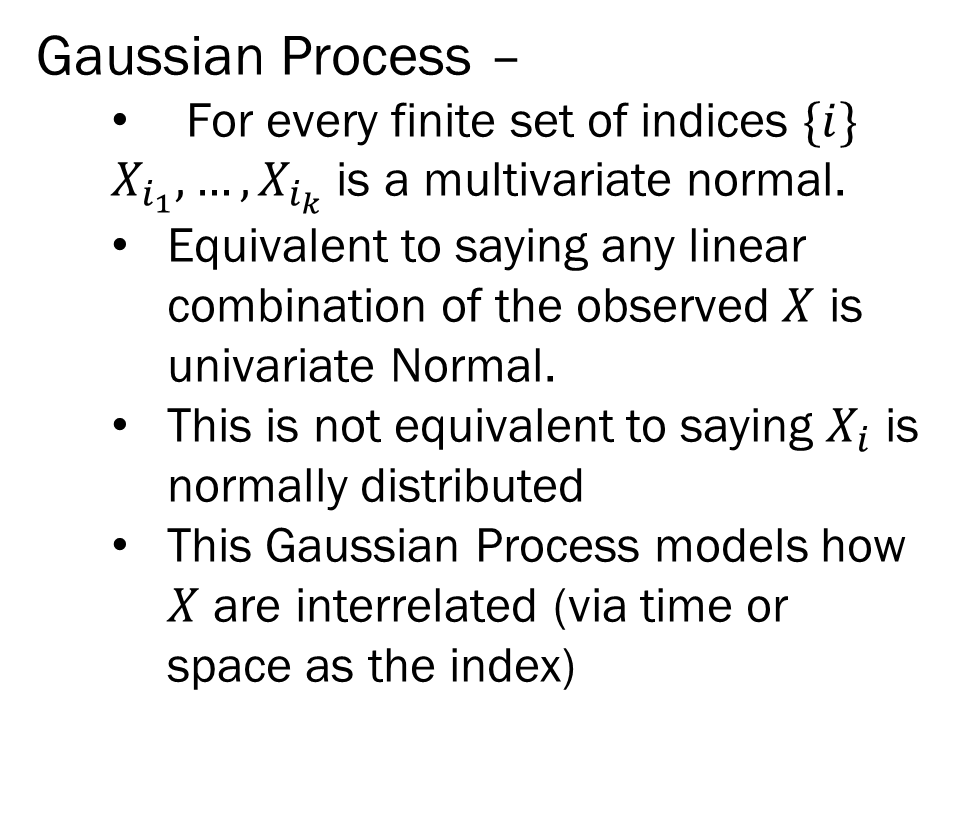 Gaussian Process –
• For every finite set of indices {i}
X_{i_1}, … , X_{i_k} is a multivariate normal.
• Equivalent to saying any linear
combination of the observed X is
univariate Normal.
• This is not equivalent to saying X_i is
normally distributed
• This Gaussian Process models how
X are interrelated (via time or
space as the index)